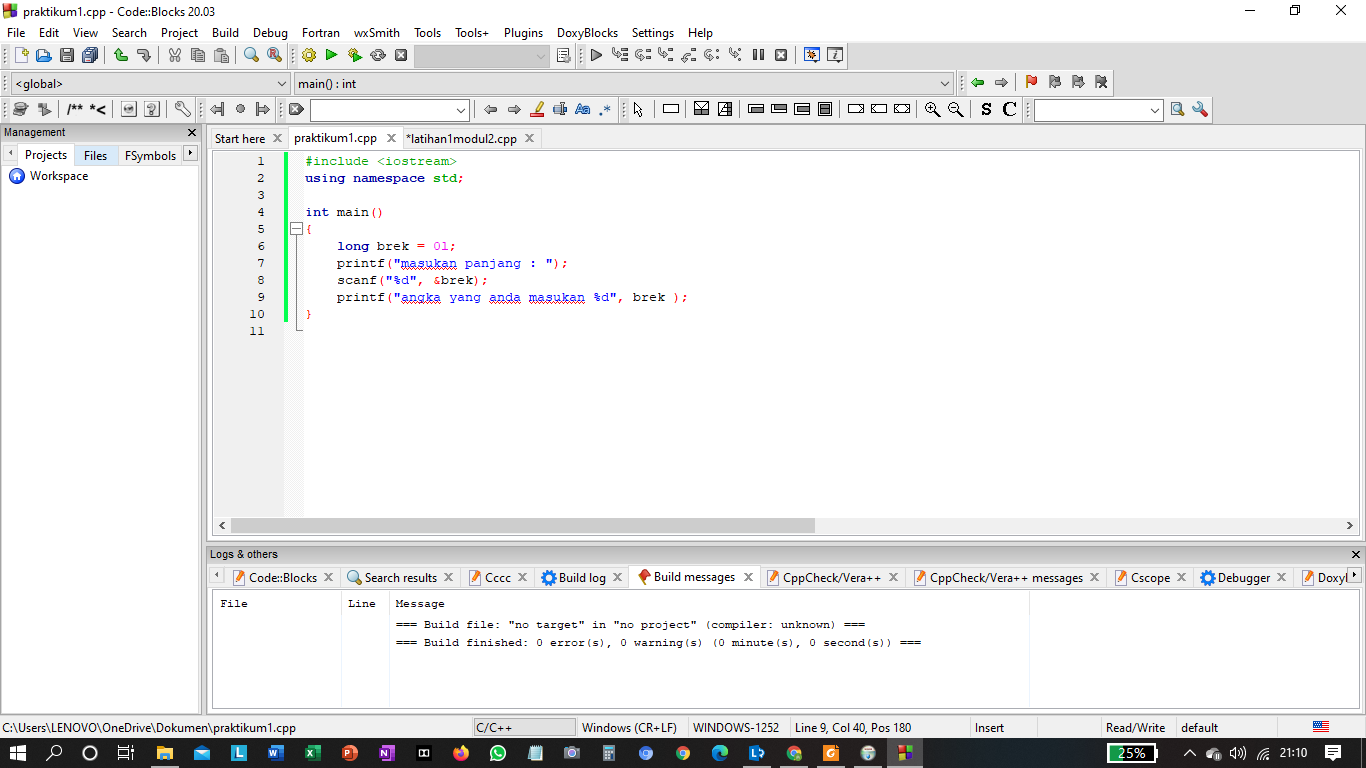 praktikum1.cpp - Code::Blocks 20.03
File Edit View Search Project Build Debug Fortran wxSmith Tools Tools+ Plugins DoxyBlocks Settings Help
<global> main() : int
/** *< Aa .* S C
Management
Projects Files FSymbols
Workspace
Start here praktikum1.cpp *latihan1modul2.cpp
1 #include <iostream>
2 using namespace std;
3
4 int main()
5 {
6 long brek = 0l;
7 printf("masukan panjang : ");
8 scanf("%d", &brek);
9 printf("angka yang anda masukan %d", brek );
10 }
11
Logs & others
Code::Blocks Search results Cccc Build log Build messages CppCheck/Vera++ CppCheck/Vera++ messages Cscope Debugger Doxyl
File Line Message
=== Build file: "no target" in "no project" (compiler: unknown) ===
=== Build finished: 0 error(s), 0 warning(s) (0 minute(s), 0 second(s)) ===
C:\Users\LENOVO\OneDrive\Dokumen\praktikum1.cpp C/C++ Windows (CR+LF) WINDOWS-1252 Line 9, Col 40, Pos 180 Insert Read/Write default
25% 21:10